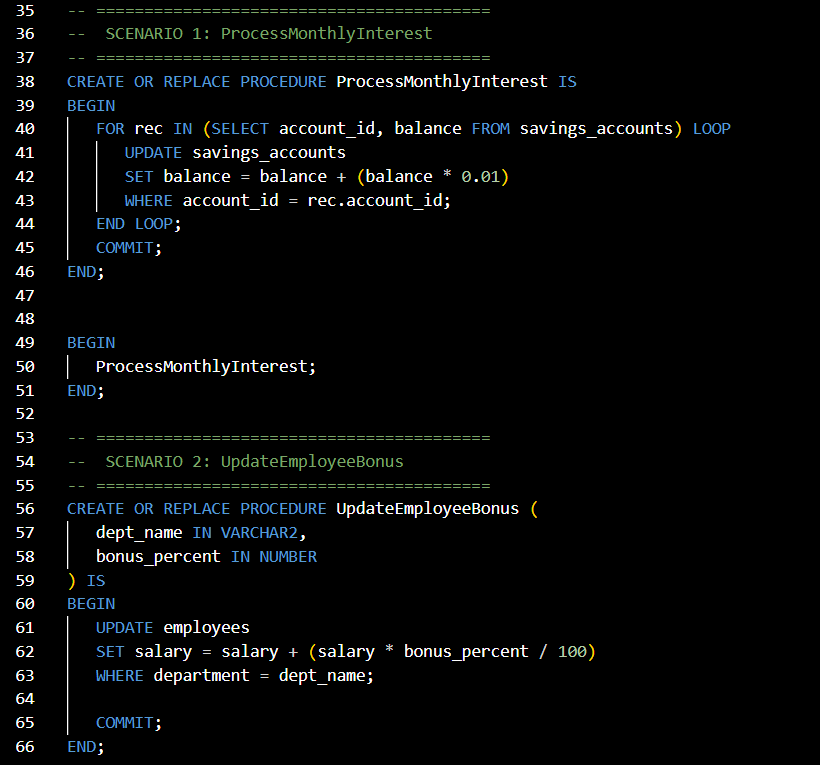 35 -- =========================================
36 --  SCENARIO 1: ProcessMonthlyInterest
37 -- =========================================
38 CREATE OR REPLACE PROCEDURE ProcessMonthlyInterest IS
39 BEGIN
40    FOR rec IN (SELECT account_id, balance FROM savings_accounts) LOOP
41       UPDATE savings_accounts
42       SET balance = balance + (balance * 0.01)
43       WHERE account_id = rec.account_id;
44    END LOOP;
45    COMMIT;
46 END;
47
48
49 BEGIN
50    ProcessMonthlyInterest;
51 END;
52
53 -- =========================================
54 --  SCENARIO 2: UpdateEmployeeBonus
55 -- =========================================
56 CREATE OR REPLACE PROCEDURE UpdateEmployeeBonus (
57    dept_name IN VARCHAR2,
58    bonus_percent IN NUMBER
59 ) IS
60 BEGIN
61    UPDATE employees
62    SET salary = salary + (salary * bonus_percent / 100)
63    WHERE department = dept_name;
64
65    COMMIT;
66 END;